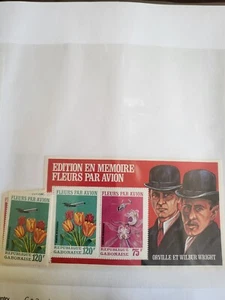 EDITION EN MEMOIRE
FLEURS PAR AVION
FLEURS PAR AVION
REPUBLIQUE
GABONAISE
120F
FLEURS PAR AVION
REPUBLIQUE
GABONAISE
120F
FLEURS PAR AVION
REPUBLIQUE
GABONAISE
75F
ORVILLE ET WILBER WRIGHT